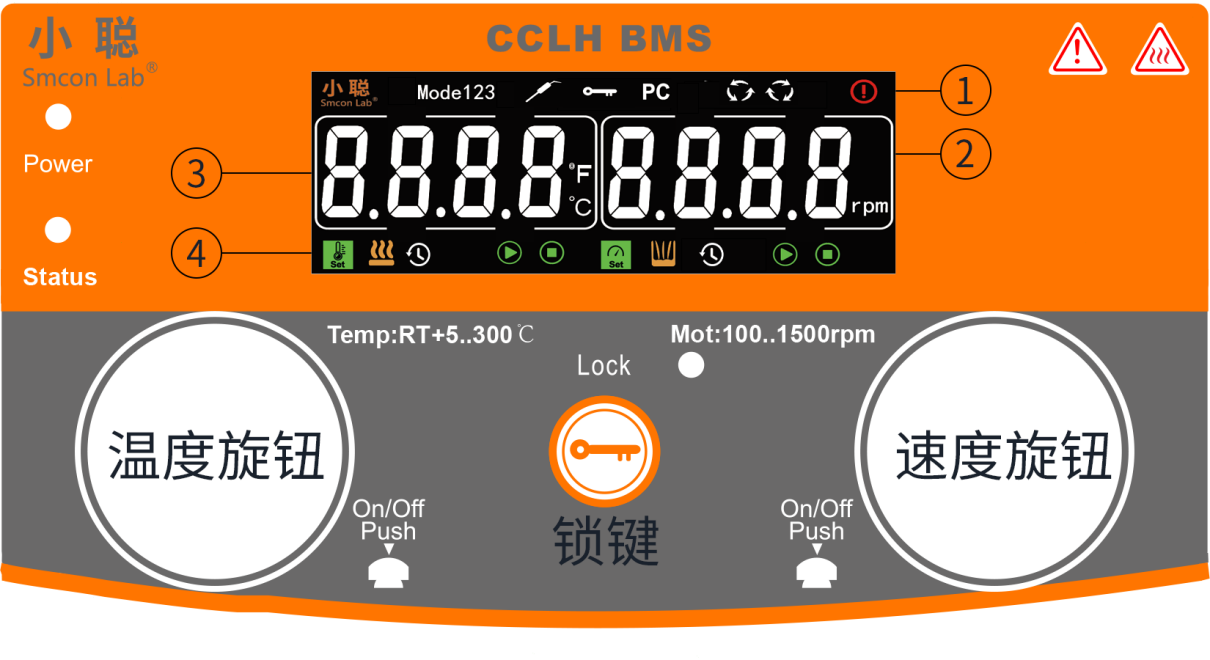 小聪
Smcon Lab®
CCLH BMS
小聪
Smcon Lab®
Mode123
PC
①
8.8.8.8
°F
°C
8.8.8.8
rpm
②
③
Power
④
Set
Set
Status
Temp:RT+5..300℃
Mot:100..1500rpm
Lock
温度旋钮
速度旋钮
On/Off
Push
锁键
On/Off
Push